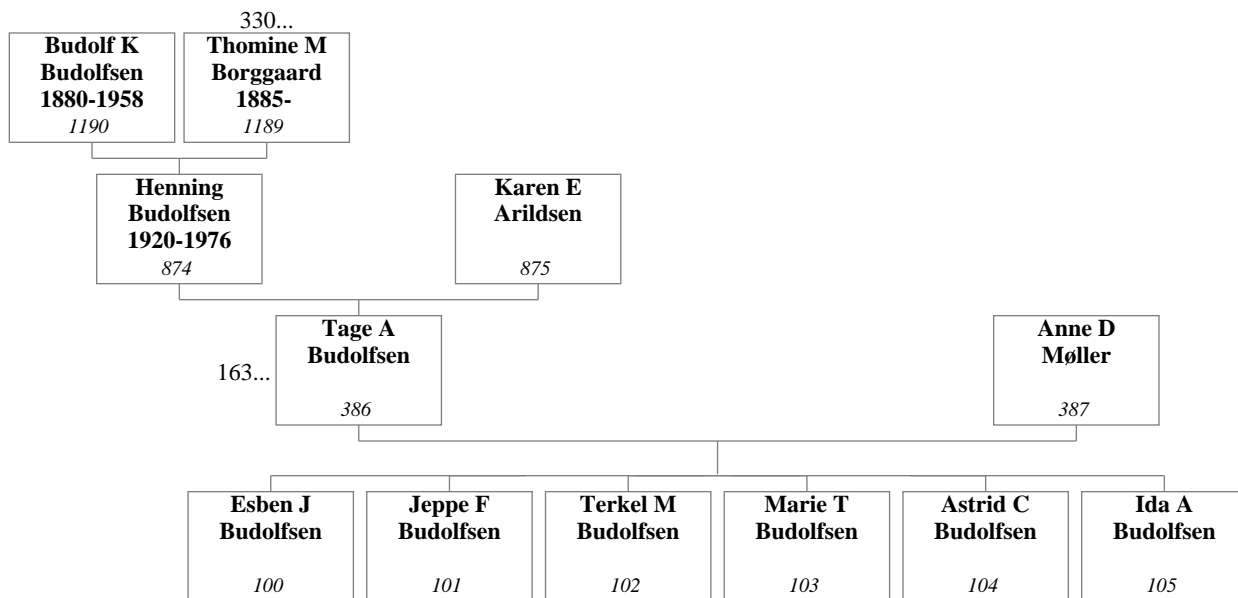 330...
Budolf K
Budolfsen
1880-1958
1190
Thomine M
Borggaard
1885-
1189
Henning
Budolfsen
1920-1976
874
Karen E
Arildsen
875
163...
Tage A
Budolfsen
386
Anne D
Møller
387
Esben J
Budolfsen
100
Jeppe F
Budolfsen
101
Terkel M
Budolfsen
102
Marie T
Budolfsen
103
Astrid C
Budolfsen
104
Ida A
Budolfsen
105